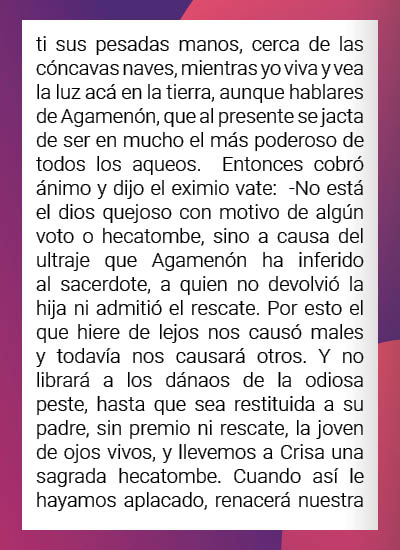 ti sus pesadas manos, cerca de las
cóncavas naves, mientras yo viva y vea
la luz acá en la tierra, aunque hablares
de Agamenón, que al presente se jacta
de ser en mucho el más poderoso de
todos los aqueos.  Entonces cobró
ánimo y dijo el eximio vate:  -No está
el dios quejoso con motivo de algún
voto o hecatombe, sino a causa del
ultraje que Agamenón ha inferido
al sacerdote, a quien no devolvió la
hija ni admitió el rescate. Por esto el
que hiere de lejos nos causó males
y todavía nos causará otros. Y no
librará a los dánaos de la odiosa
peste, hasta que sea restituida a su
padre, sin premio ni rescate, la joven
de ojos vivos, y llevemos a Crisa una
sagrada hecatombe. Cuando así le
hayamos aplacado, renacerá nuestra